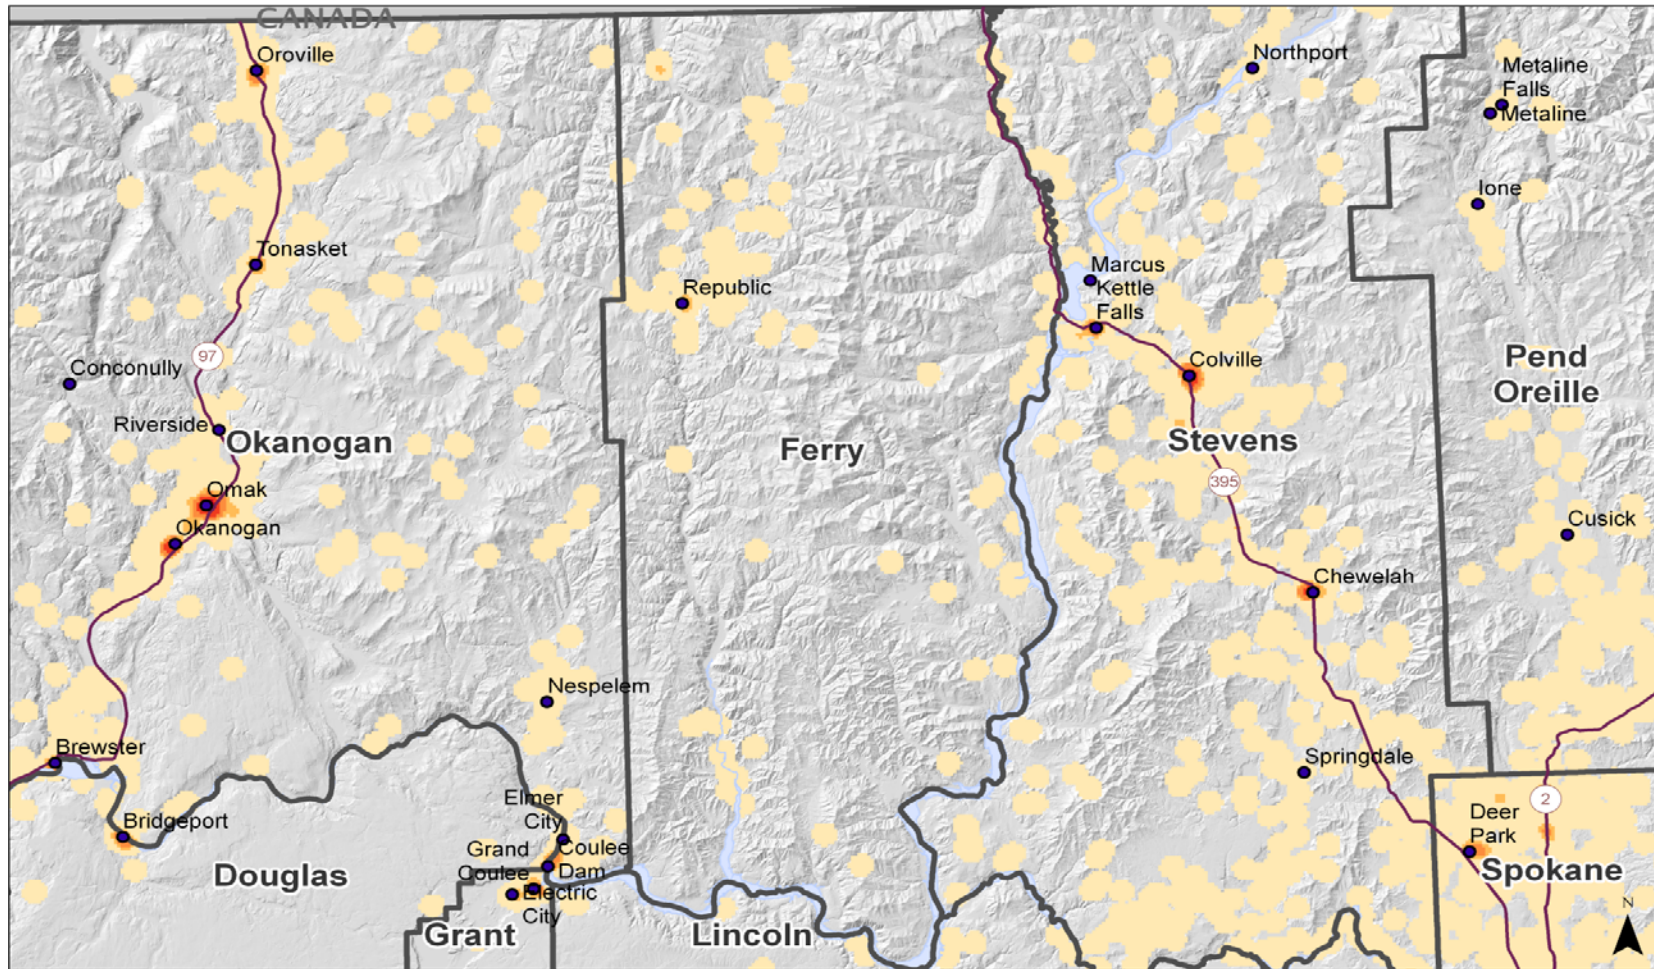 CANADA
Oroville
Northport
Metaline
Falls
Metaline
Ione
Tonasket
Marcus
Republic
Kettle
Falls
97
Conconully
Colville
Pend
Oreille
Riverside
Okanogan
Ferry
Stevens
395
Omak
Okanogan
Cusick
Chewelah
Nespelem
Brewster
Springdale
Elmer
City
2
Bridgeport
Deer
Park
Grand
Coulee
Coulee
Dam
Douglas
Spokane
Electric
City
Grant
Lincoln
N